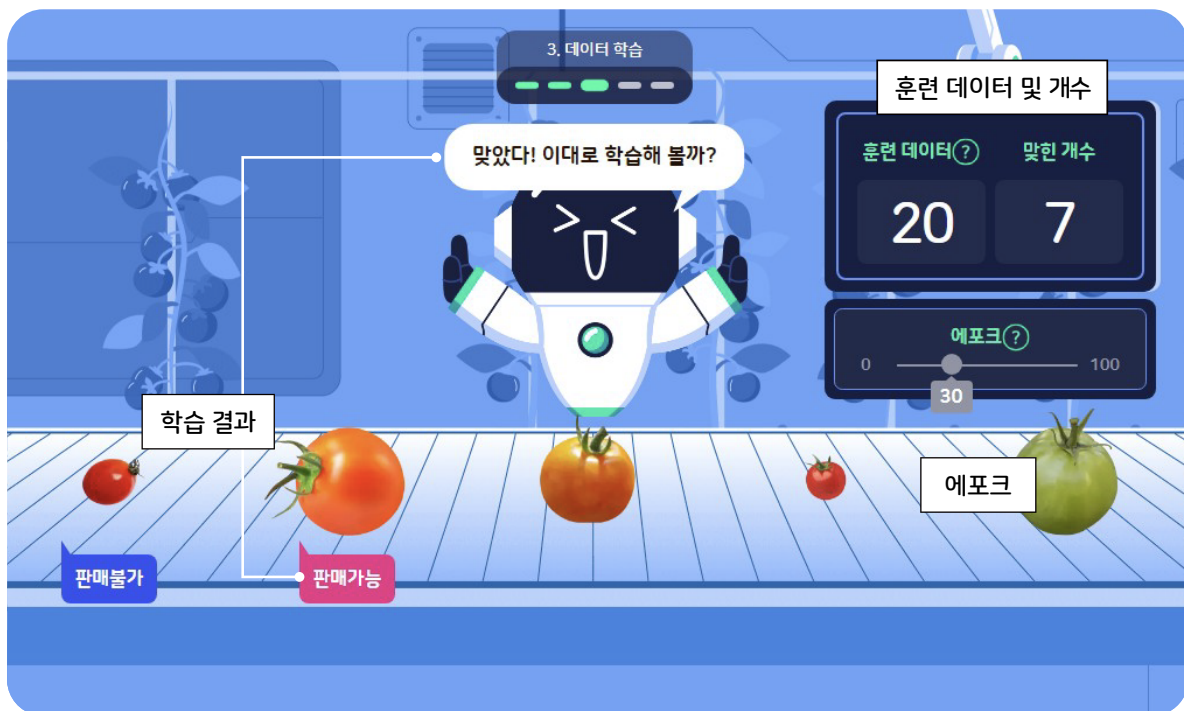 3. 데이터 학습
훈련 데이터 및 개수
맞았다! 이대로 학습해 볼까?
훈련 데이터? 맞힌 개수
20 7
에포크?
0 100
30
학습 결과
에포크
판매불가
판매가능